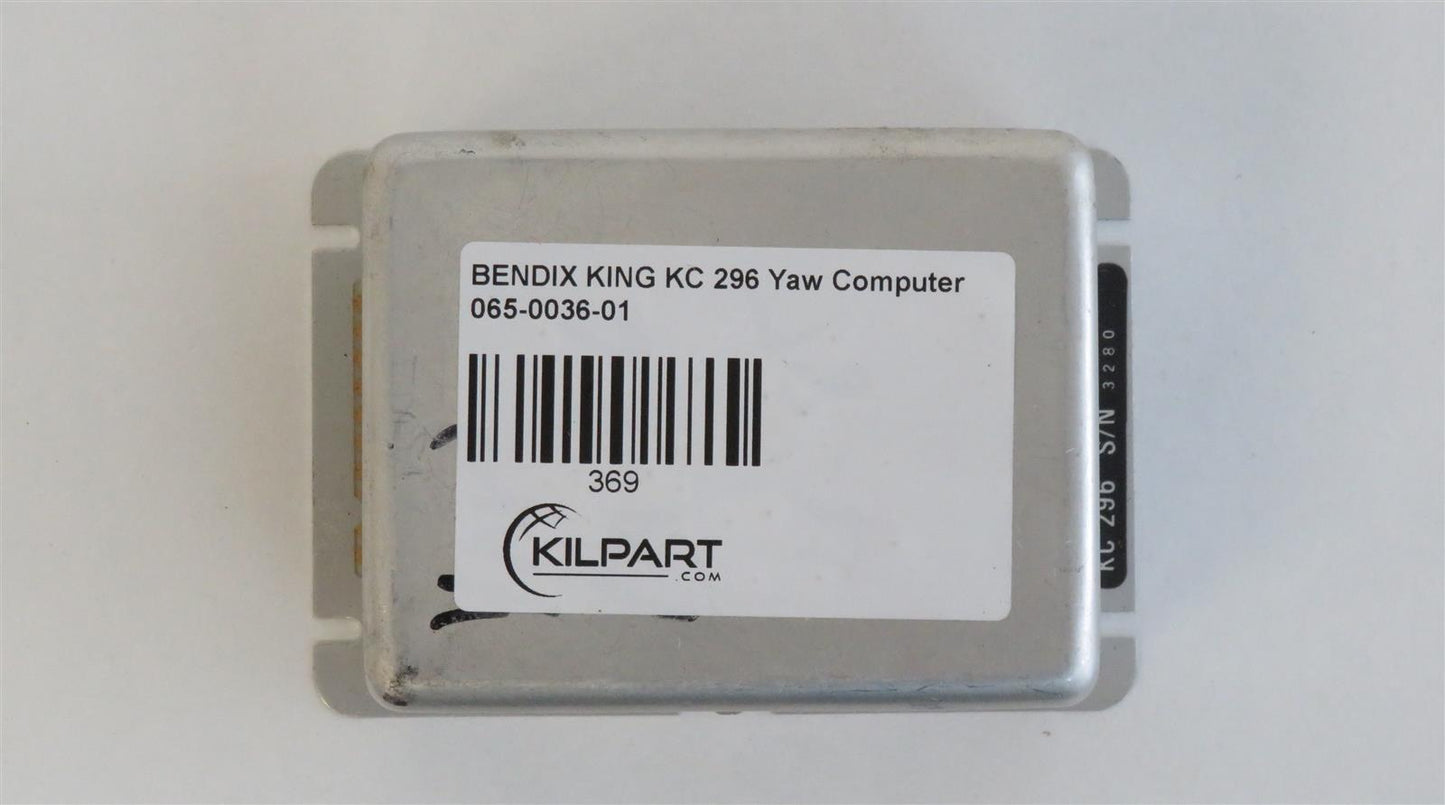 BENDIX KING KC 296 Yaw Computer
065-0036-01
369
KILPART
.COM
KC 296 S/N 3280